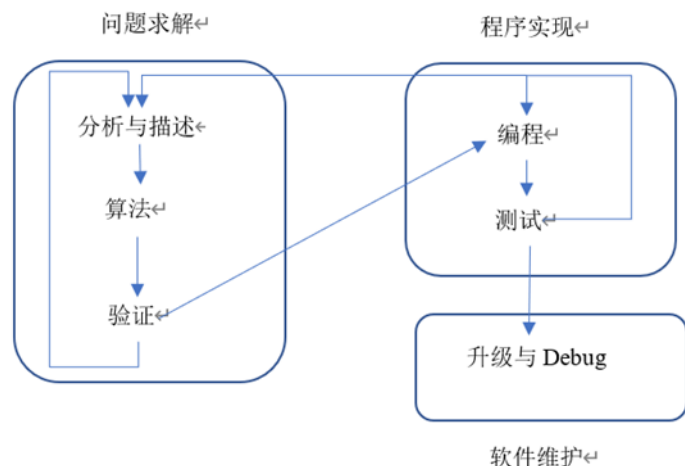 问题求解↵
分析与描述↵
算法↵
验证↵
程序实现↵
编程↵
测试↵
升级与 Debug
软件维护↵